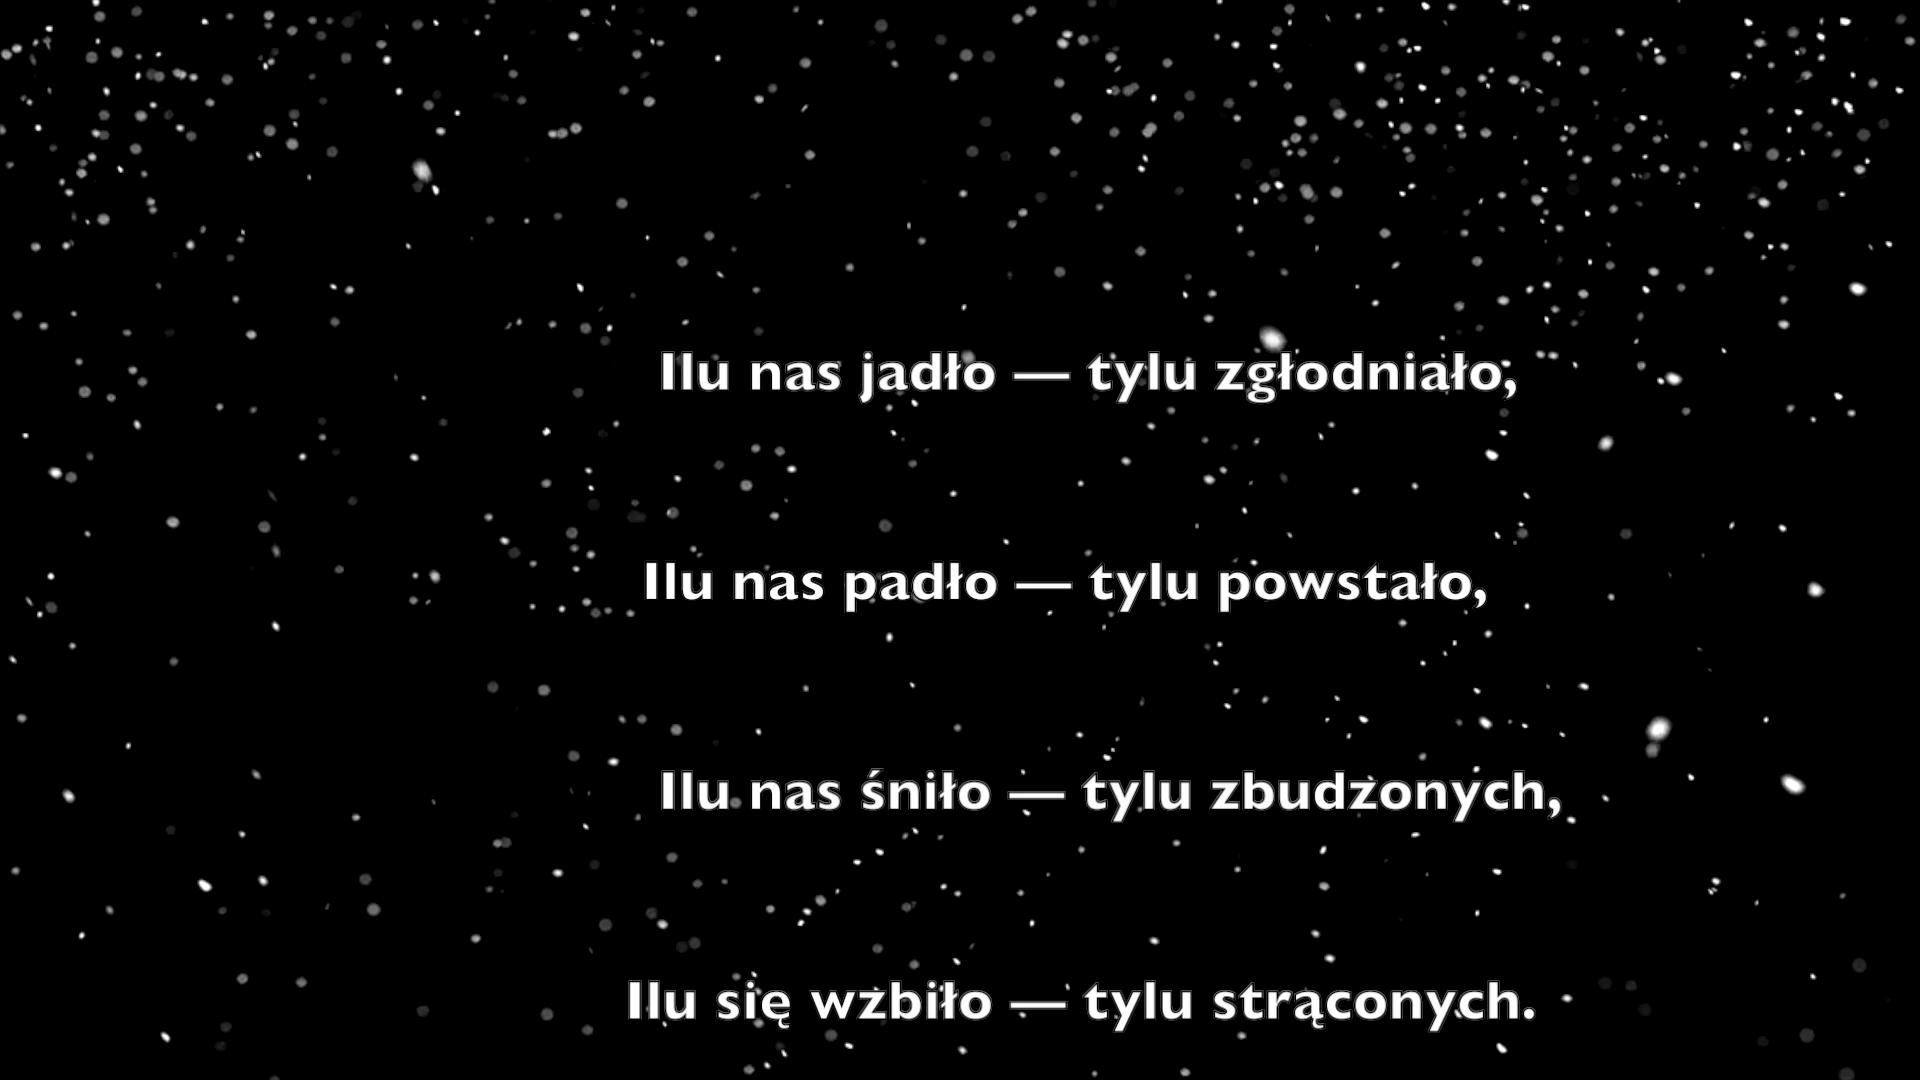 Ilu nas jadło — tylu zgłodniało,
Ilu nas padło — tylu powstało,
Ilu nas śniło — tylu zbudzonych,
Ilu się wzbiło — tylu strąconych.